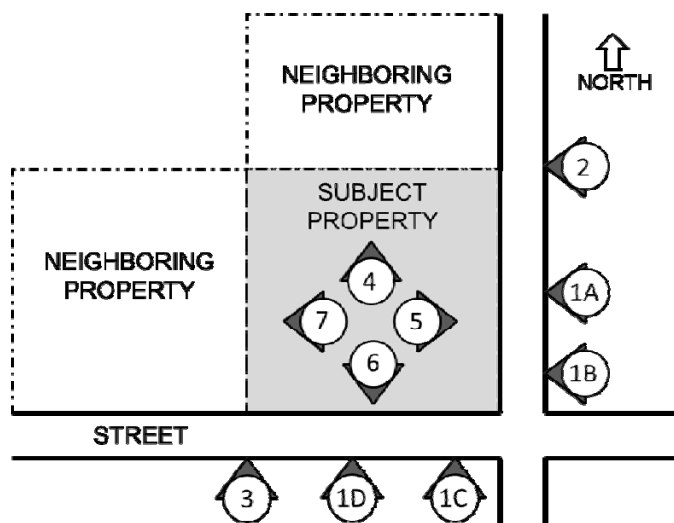 NEIGHBORING
PROPERTY
NORTH
2
SUBJECT
PROPERTY
NEIGHBORING
PROPERTY
4
1A
7
5
6
1B
STREET
3
1D
1C